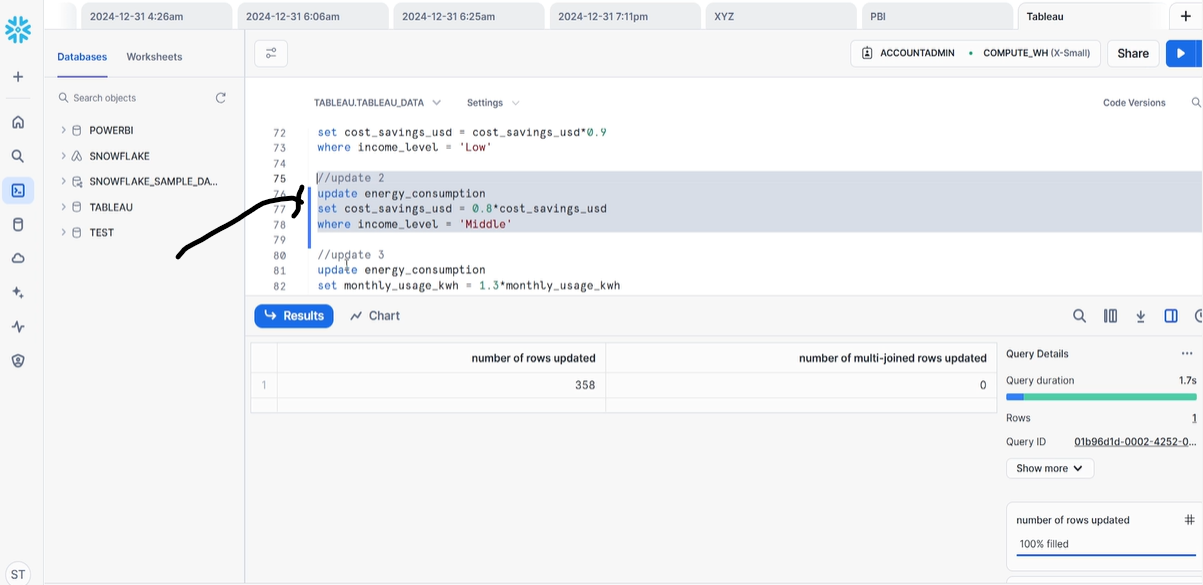 2024-12-31 4:26am
2024-12-31 6:06am
2024-12-31 6:25am
2024-12-31 7:11pm
XYZ
PBI
Tableau
Databases
Worksheets
ACCOUNTADMIN
COMPUTE_WH (X-Small)
Share
Search objects
POWERBI
SNOWFLAKE
SNOWFLAKE_SAMPLE_DA...
TABLEAU
TEST
ST
TABLEAU.TABLEAU_DATA
Settings
Code Versions
72 set cost_savings_usd = cost_savings_usd*0.9
73 where income_level = 'Low'
74
75 //update 2
76 update energy_consumption
77 set cost_savings_usd = 0.8*cost_savings_usd
78 where income_level = 'Middle'
79
80 //update 3
81 update energy_consumption
82 set monthly_usage_kwh = 1.3*monthly_usage_kwh
Results
Chart
number of rows updated
number of multi-joined rows updated
1 358 0
Query Details
...
Query duration 1.7s
Rows 1
Query ID 01b96d1d-0002-4252-0...
Show more
number of rows updated #
100% filled